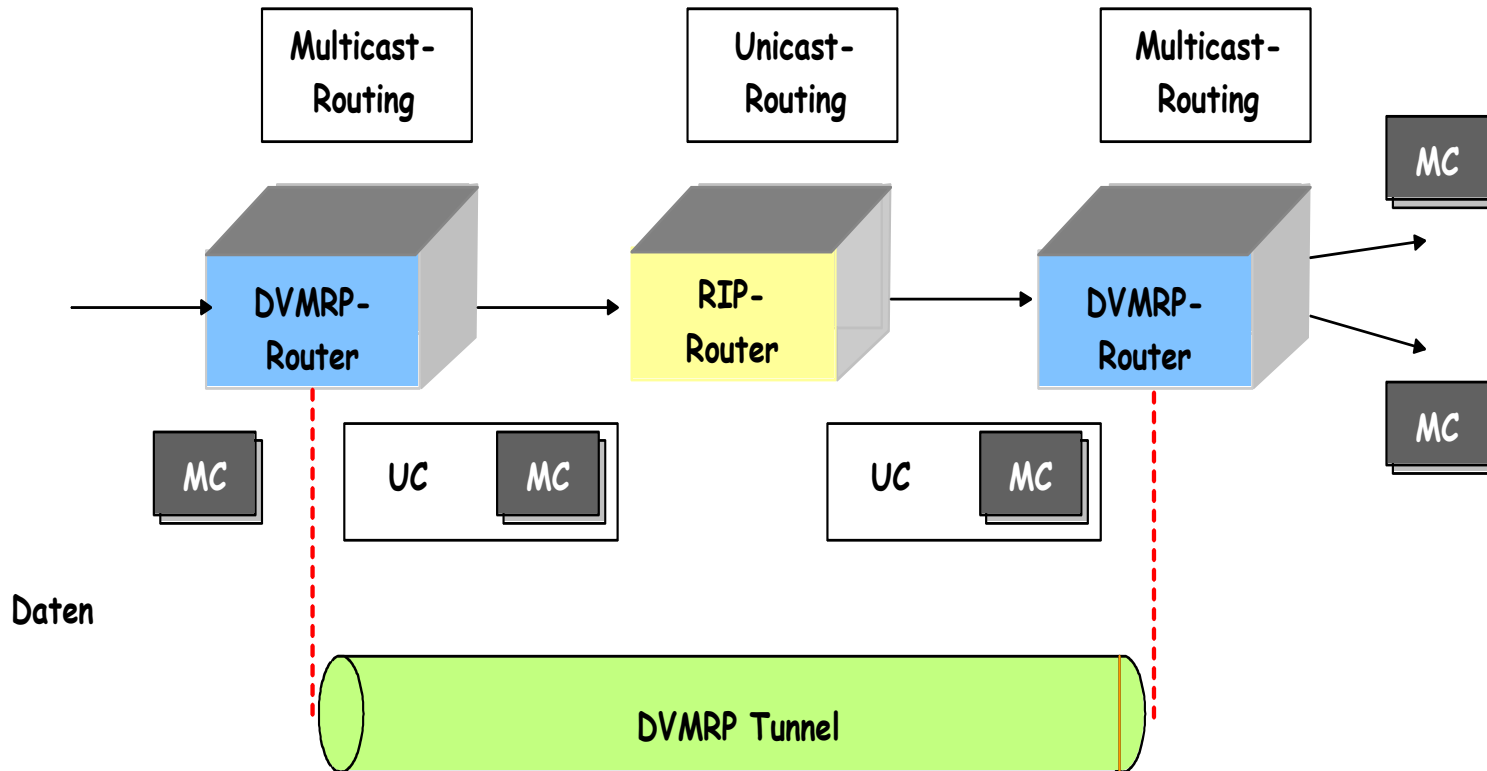 Multicast-
Routing
Unicast-
Routing
Multicast-
Routing
MC
DVMRP-
Router
RIP-
Router
DVMRP-
Router
MC
MC
UC
MC
UC
MC
Daten
DVMRP Tunnel